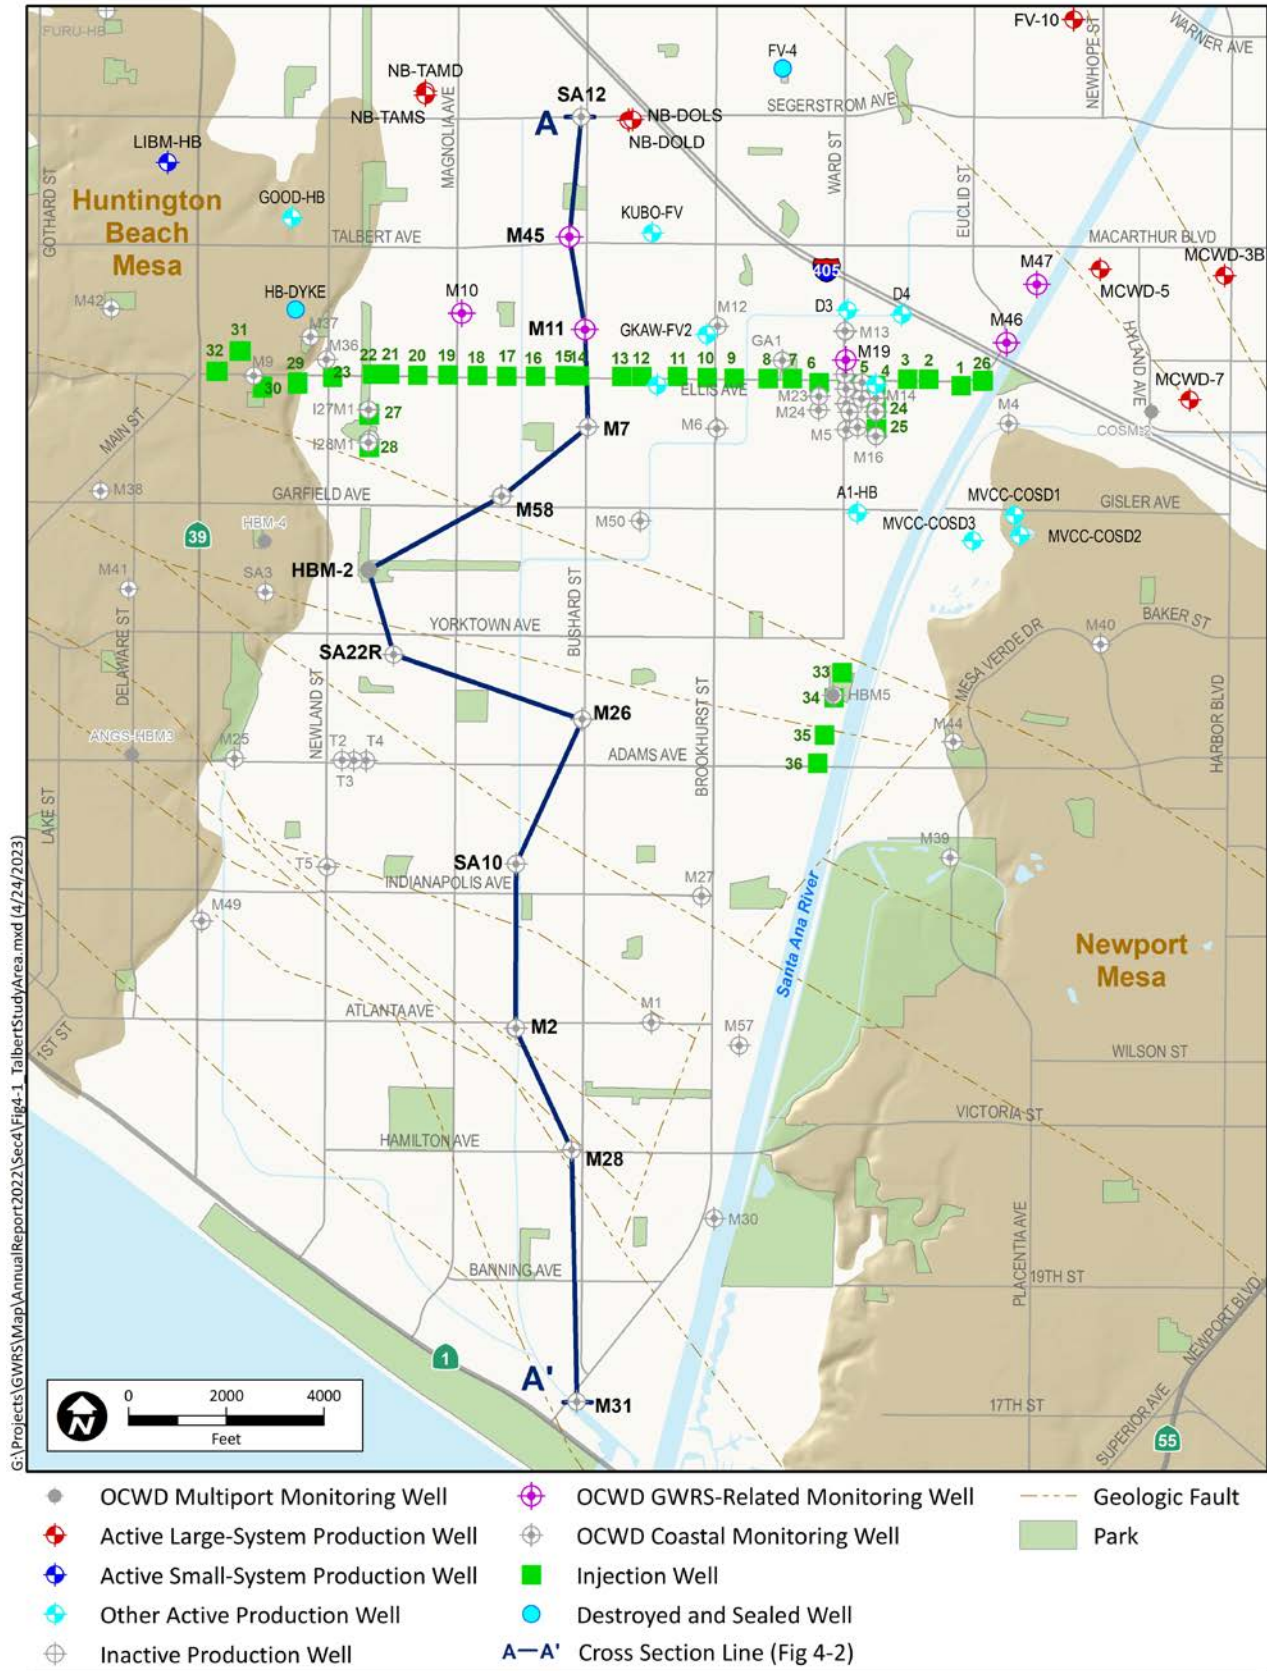 FURU-HB
FV-10
NEWHOPE ST
WARNER AVE
FV-4
NB-TAMD
NB-TAMS
MAGNOLIA AVE
SA12
A
NB-DOLS
NB-DOLD
SEGERSTROM AVE
LIBM-HB
GOTHARD ST
Huntington
Beach
Mesa
GOOD-HB
TALBERT AVE
M45
KUBO-FV
WARD ST
EUCLID ST
MACARTHUR BLVD
405
M47
MCWD-5
MCWD-3B
M42
HB-DYKE
M10
M37
M36
M11
GKAW-FV2
M12
D3
D4
M13
GA1
M19
M46
HYLAND AVE
MCWD-7
32
31
M9
30
29
23
22
21
20
19
18
17
16
15
14
13
12
11
10
9
8
7
6
5
4
3
2
1
26
ELLIS AVE
M23
M24
M14
24
25
M5
M16
M4
COSM-2
MAIN ST
I27M1
27
I28M1
28
M7
M6
M38
GARFIELD AVE
M58
M50
A1-HB
MVCC-COSD1
MVCC-COSD3
MVCC-COSD2
GISLER AVE
39
HBM-4
HBM-2
M41
SA3
DELAWARE ST
YORKTOWN AVE
BUSHARD ST
SA22R
M26
MESA VERDE DR
M40
BAKER ST
33
34
HBM5
35
36
M44
HARBOR BLVD
ANGS-HBM3
M25
NEWLAND ST
T2
T4
T3
ADAMS AVE
BROOKHURST ST
LAKE ST
T5
SA10
INDIANAPOLIS AVE
M27
M39
M49
Santa Ana River
Newport
Mesa
ATLANTA AVE
M2
M1
M57
1ST ST
WILSON ST
VICTORIA ST
HAMILTON AVE
M28
M30
PLACENTIA AVE
BANNING AVE
19TH ST
NEWPORT BLVD
1
A'
M31
17TH ST
SUPERIOR AVE
55
N
0 2000 4000
Feet
G:\Projects\GWRS\Map\AnnualReport2022\Sec4\Fig4-1_TalbertStudyArea.mxd (4/24/2023)
OCWD Multiport Monitoring Well
Active Large-System Production Well
Active Small-System Production Well
Other Active Production Well
Inactive Production Well
OCWD GWRS-Related Monitoring Well
OCWD Coastal Monitoring Well
Injection Well
Destroyed and Sealed Well
A—A' Cross Section Line (Fig 4-2)
Geologic Fault
Park